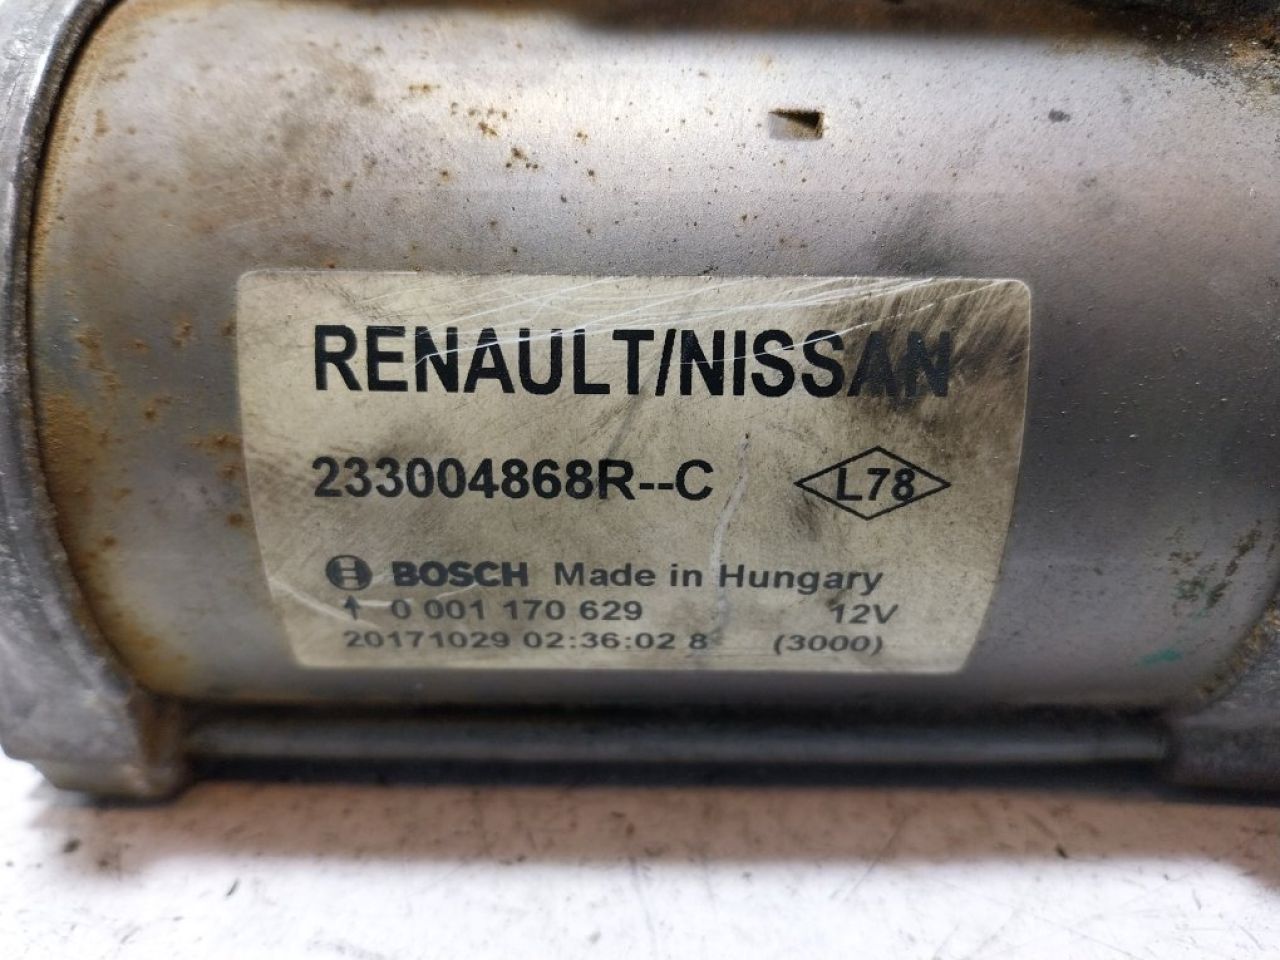 RENAULT/NISSAN
233004868R--C L78
BOSCH Made in Hungary
↑ 0 001 170 629 12V
20171029 02:36:02 8 (3000)